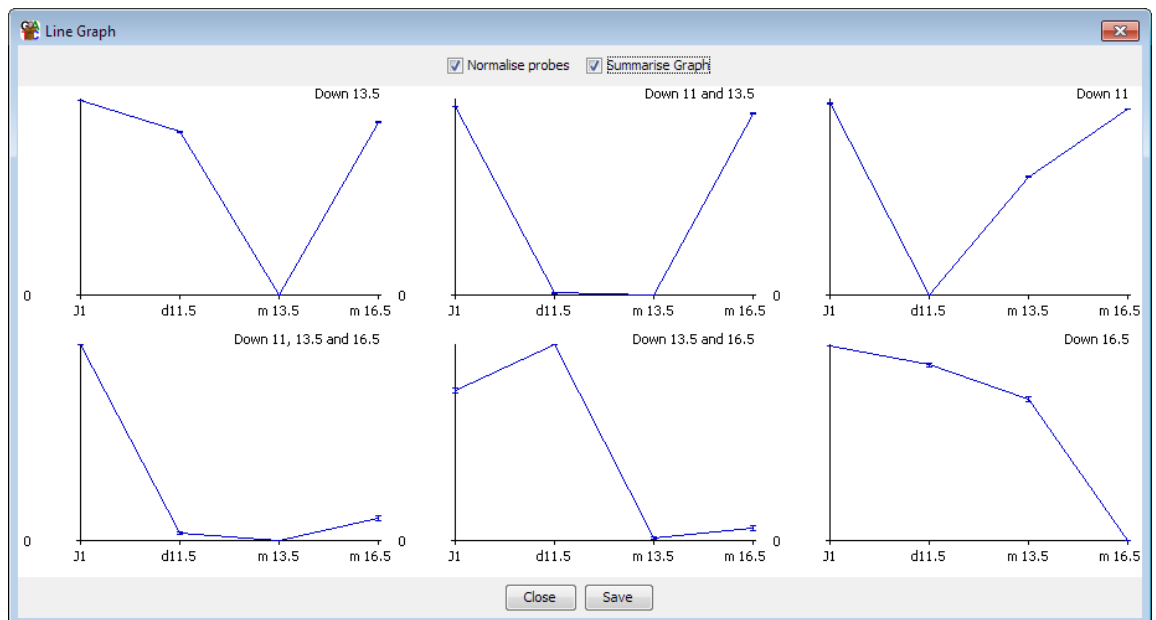 Line Graph
Normalise probes Summarise Graph
Down 13.5 Down 11 and 13.5 Down 11
0 0 0
J1 d11.5 m 13.5 m 16.5 J1 d11.5 m 13.5 m 16.5 J1 d11.5 m 13.5 m 16.5
Down 11, 13.5 and 16.5 Down 13.5 and 16.5 Down 16.5
0 0 0
J1 d11.5 m 13.5 m 16.5 J1 d11.5 m 13.5 m 16.5 J1 d11.5 m 13.5 m 16.5
Close Save